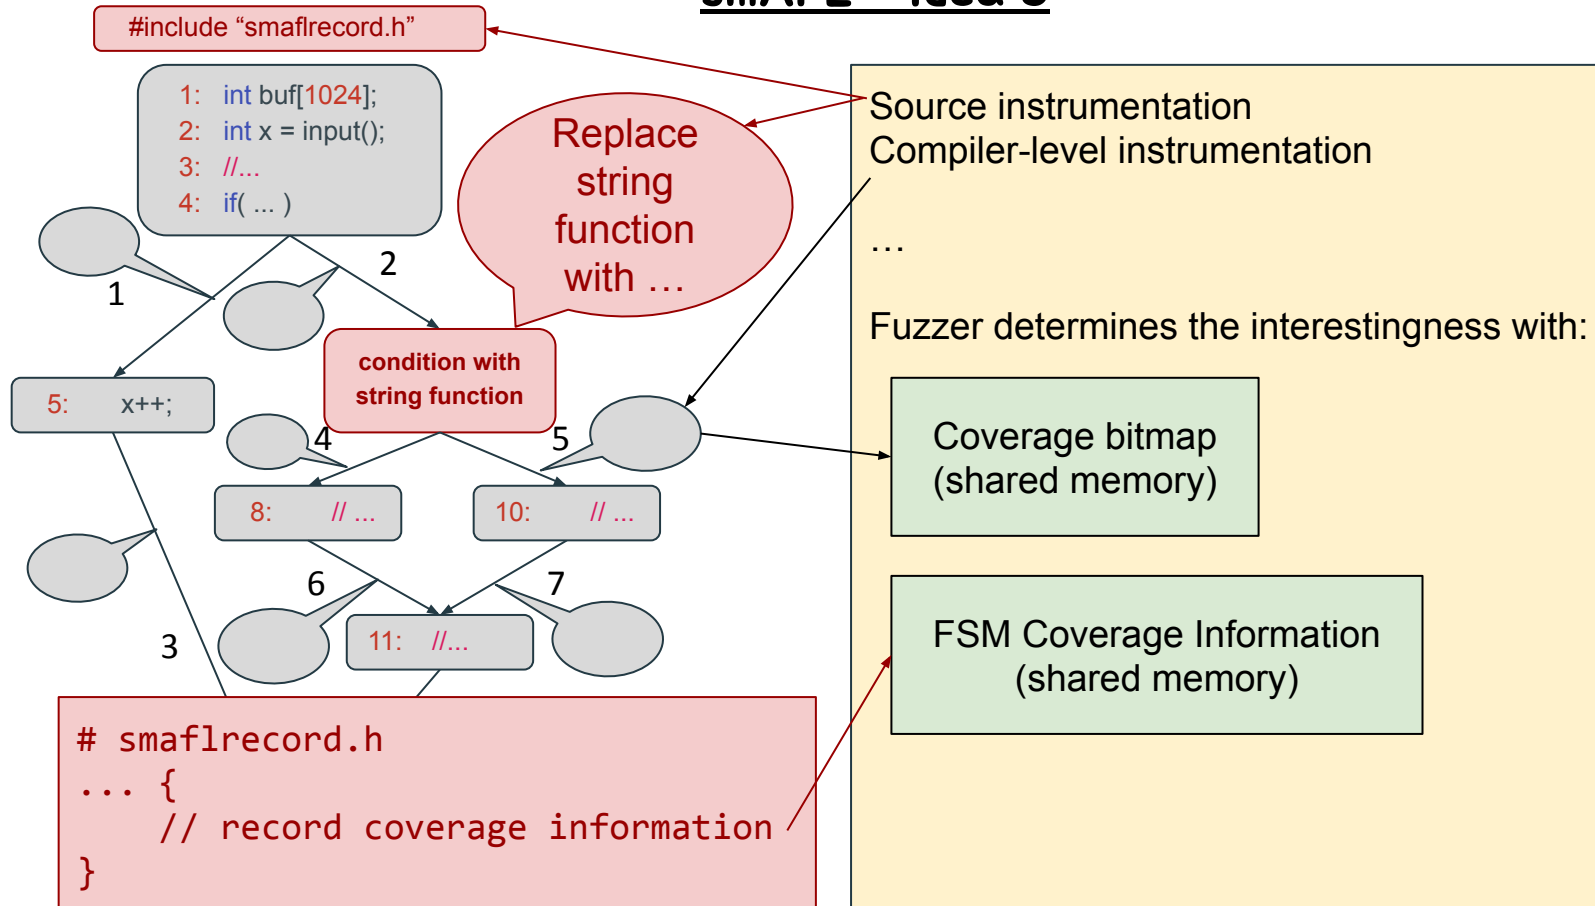 #include “smaflrecord.h”
1: int buf[1024];
2: int x = input();
3: //...
4: if( ... )
Replace
string
function
with …
1
2
condition with
string function
5: x++;
4
5
8: // ...
10: // ...
6
7
3
11: //...
# smaflrecord.h
... {
// record coverage information
}
Source instrumentation
Compiler-level instrumentation
…
Fuzzer determines the interestingness with:
Coverage bitmap
(shared memory)
FSM Coverage Information
(shared memory)